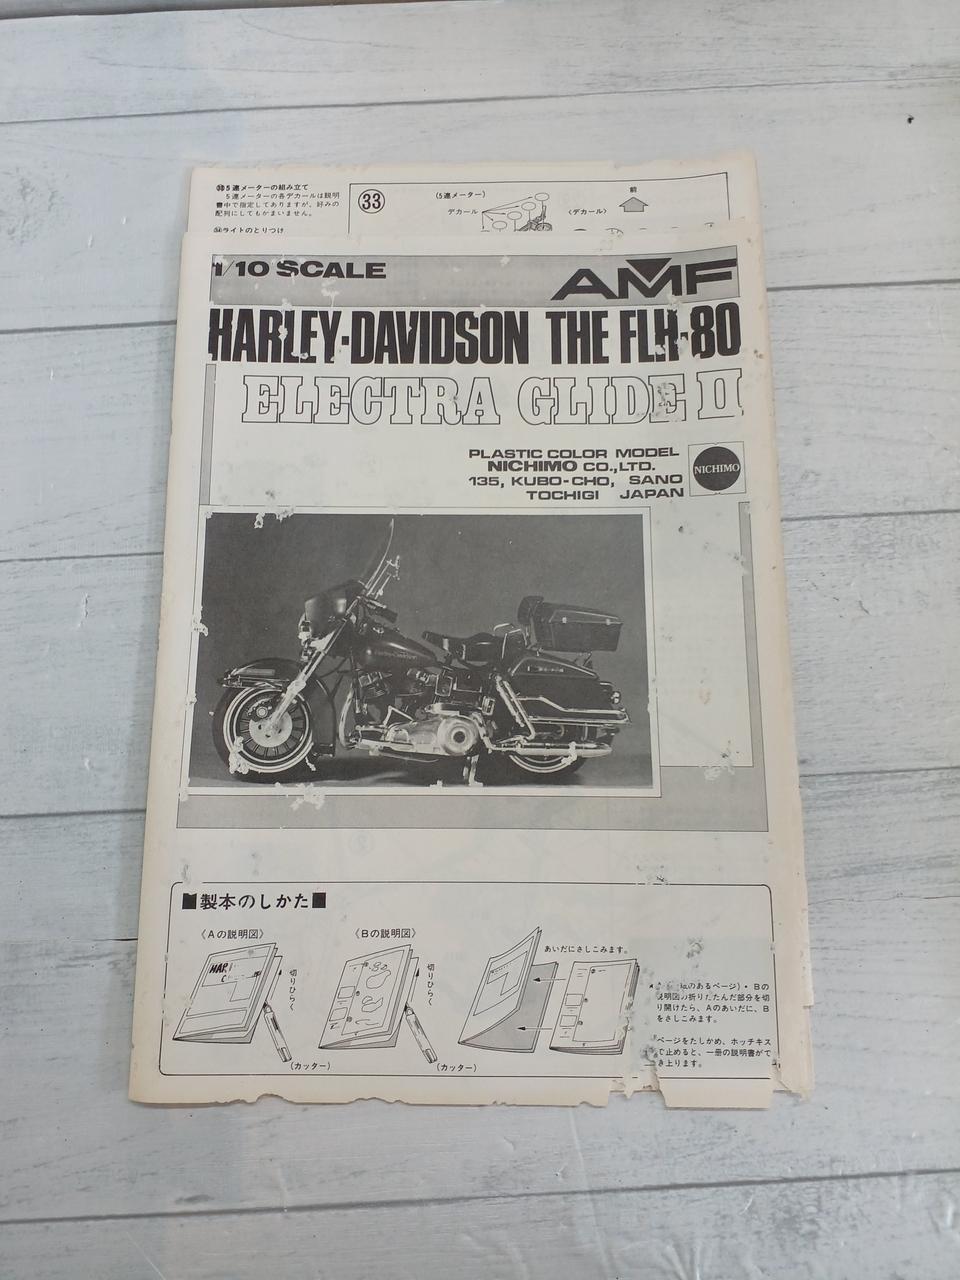 ㉝5連メーターの組み立て
5連メーターの各デカールは説明
書中で指定してありますが、好みの
配列にしてもかまいません。
㉞ライトのとりつけ
33
(5連メーター)
デカール
〈デカール〉
前
1/10 SCALE
AMF
HARLEY-DAVIDSON THE FLH-80
ELECTRA GLIDE II
PLASTIC COLOR MODEL
NICHIMO CO.,LTD.
135, KUBO-CHO, SANO
TOCHIGI JAPAN
NICHIMO
Harley-Davidson
■製本のしかた■
《Aの説明図》
切りひらく
(カッター)
《Bの説明図》
切りひらく
(カッター)
あいだにさしこみます。
のあるページ)・Bの
説明図の折りたたんだ部分を切
り開けたら、Aのあいだに、B
をさしこみます。
ページをたしかめ、ホッチキス
で止めると、一冊の説明書がで
き上ります。